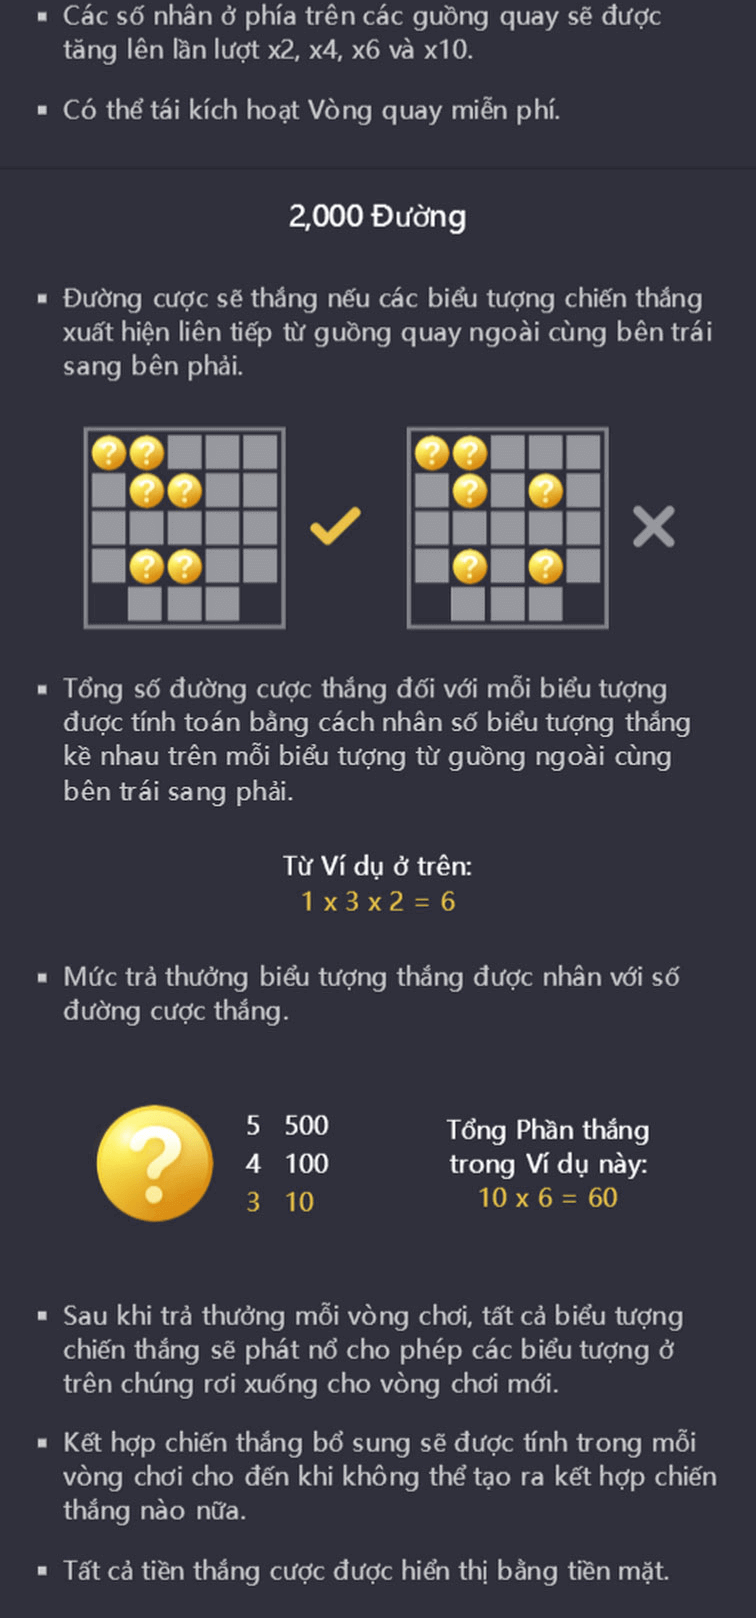 Các số nhân ở phía trên các guồng quay sẽ được
tăng lên lần lượt x2, x4, x6 và x10.
Có thể tái kích hoạt Vòng quay miễn phí.
2,000 Đường
Đường cược sẽ thắng nếu các biểu tượng chiến thắng
xuất hiện liên tiếp từ guồng quay ngoài cùng bên trái
sang bên phải.
? ? ? ?
? ? ? ?
? ? ? ?
Tổng số đường cược thắng đối với mỗi biểu tượng
được tính toán bằng cách nhân số biểu tượng thắng
kề nhau trên mỗi biểu tượng từ guồng ngoài cùng
bên trái sang phải.
Từ Ví dụ ở trên:
1 x 3 x 2 = 6
Mức trả thưởng biểu tượng thắng được nhân với số
đường cược thắng.
?
5 500
4 100
3 10
Tổng Phần thắng
trong Ví dụ này:
10 x 6 = 60
Sau khi trả thưởng mỗi vòng chơi, tất cả biểu tượng
chiến thắng sẽ phát nổ cho phép các biểu tượng ở
trên chúng rơi xuống cho vòng chơi mới.
Kết hợp chiến thắng bổ sung sẽ được tính trong mỗi
vòng chơi cho đến khi không thể tạo ra kết hợp chiến
thắng nào nữa.
Tất cả tiền thắng cược được hiển thị bằng tiền mặt.